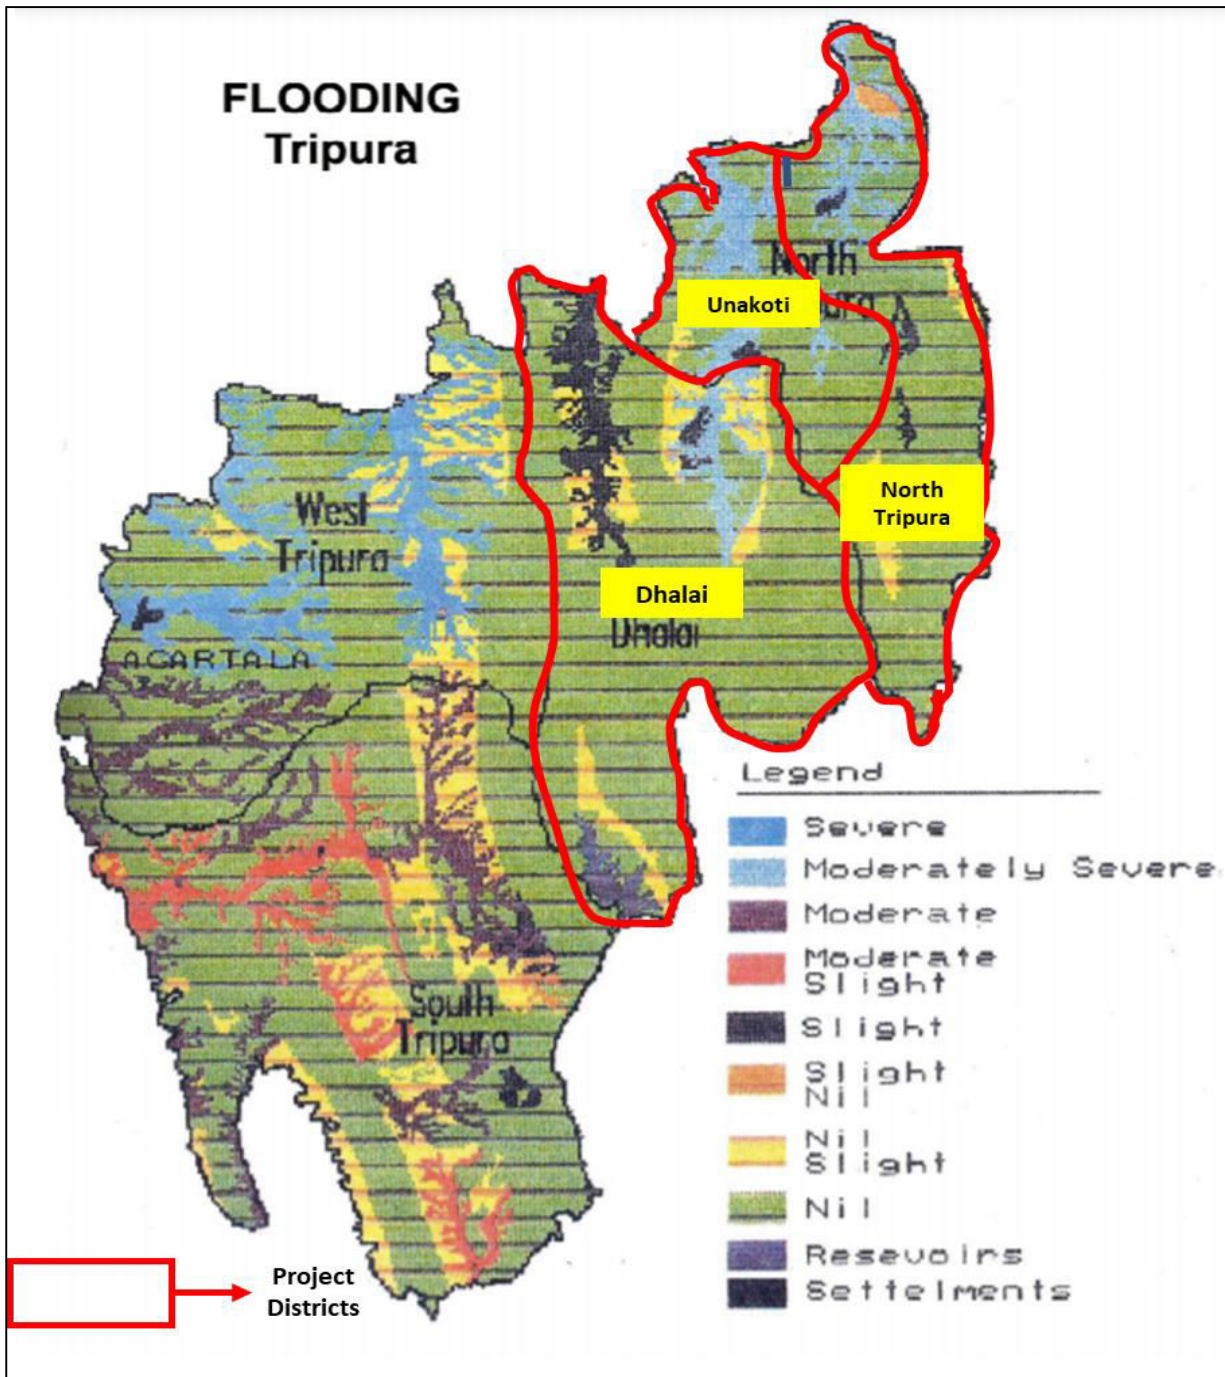 FLOODING
Tripura
North
Unakoti
West
Tripura
North
Tripura
Dhalai
Dhalai
AGARTALA
South
Tripura
Legend
Severe
Moderately Severe
Moderate
Moderate
Slight
Slight
Slight
Nil
Nil
Slight
Nil
Resevoirs
Settelments
Project
Districts